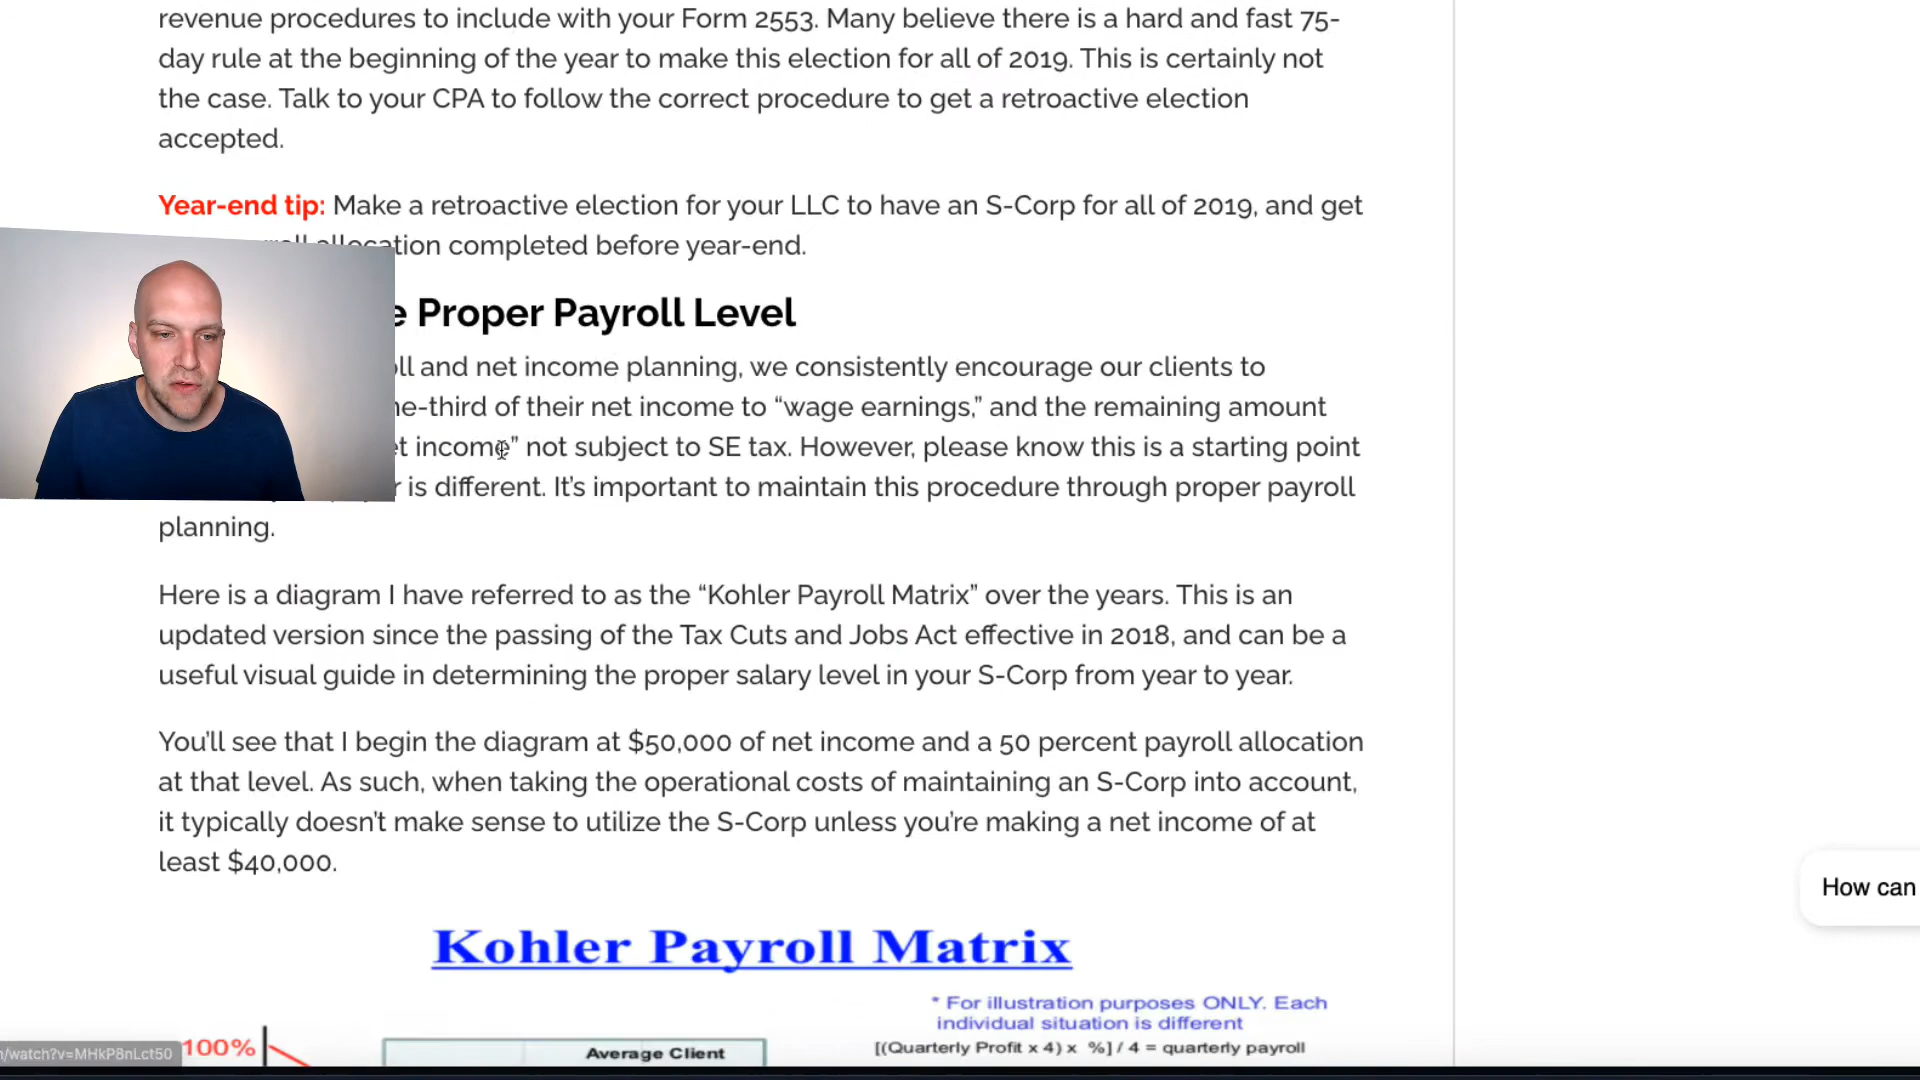 revenue procedures to include with your Form 2553. Many believe there is a hard and fast 75-
day rule at the beginning of the year to make this election for all of 2019. This is certainly not
the case. Talk to your CPA to follow the correct procedure to get a retroactive election
accepted.
Year-end tip: Make a retroactive election for your LLC to have an S-Corp for all of 2019, and get
allocation completed before year-end.
Proper Payroll Level
and net income planning, we consistently encourage our clients to
of their net income to “wage earnings,” and the remaining amount
income” not subject to SE tax. However, please know this is a starting point
is different. It’s important to maintain this procedure through proper payroll
planning.
Here is a diagram I have referred to as the “Kohler Payroll Matrix” over the years. This is an
updated version since the passing of the Tax Cuts and Jobs Act effective in 2018, and can be a
useful visual guide in determining the proper salary level in your S-Corp from year to year.
You’ll see that I begin the diagram at $50,000 of net income and a 50 percent payroll allocation
at that level. As such, when taking the operational costs of maintaining an S-Corp into account,
it typically doesn’t make sense to utilize the S-Corp unless you’re making a net income of at
least $40,000.
How can
Kohler Payroll Matrix
* For illustration purposes ONLY. Each
individual situation is different
[(Quarterly Profit x 4) x %] / 4 = quarterly payroll
/watch?v=MHkP8nLct50
100%
Average Client